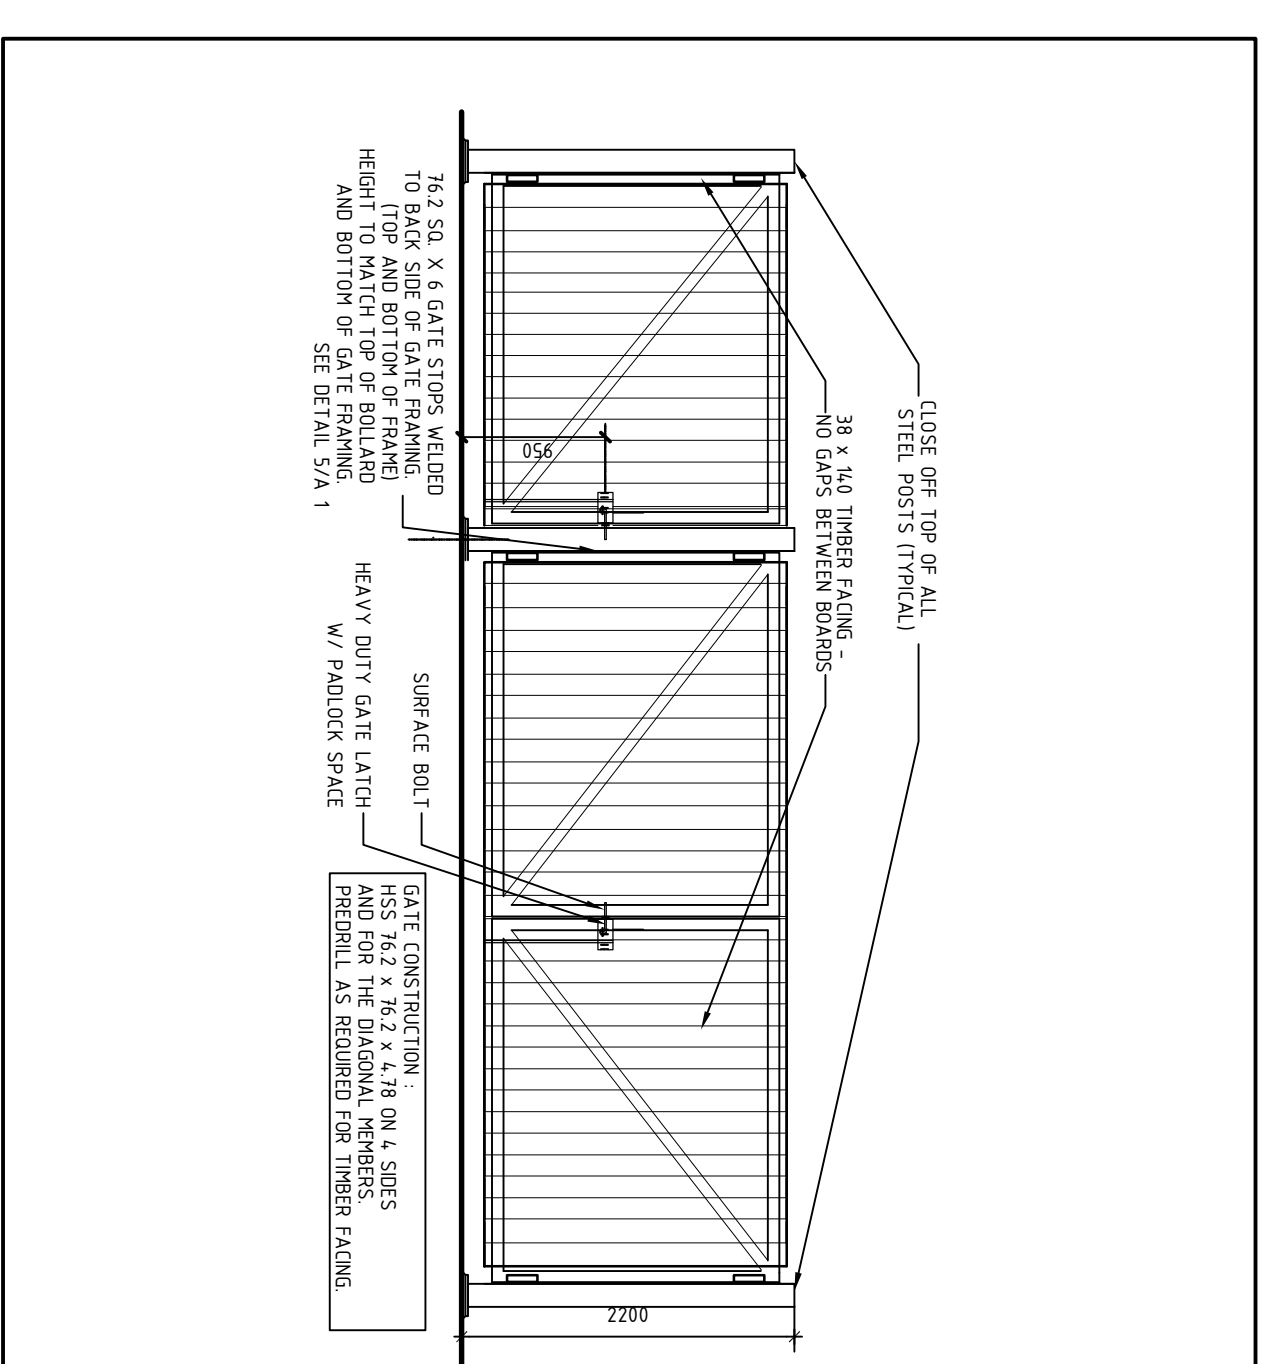 CLOSE OFF TOP OF ALL
STEEL POSTS (TYPICAL)
38 x 140 TIMBER FACING -
NO GAPS BETWEEN BOARDS
950
2200
76.2 SQ. X 6 GATE STOPS WELDED
TO BACK SIDE OF GATE FRAMING.
(TOP AND BOTTOM OF FRAME)
HEIGHT TO MATCH TOP OF BOLLARD
AND BOTTOM OF GATE FRAMING.
SEE DETAIL 5/A 1
SURFACE BOLT
HEAVY DUTY GATE LATCH
W/ PADLOCK SPACE
GATE CONSTRUCTION :
HSS 76.2 x 76.2 x 4.78 ON 4 SIDES
AND FOR THE DIAGONAL MEMBERS.
PREDRILL AS REQUIRED FOR TIMBER FACING.